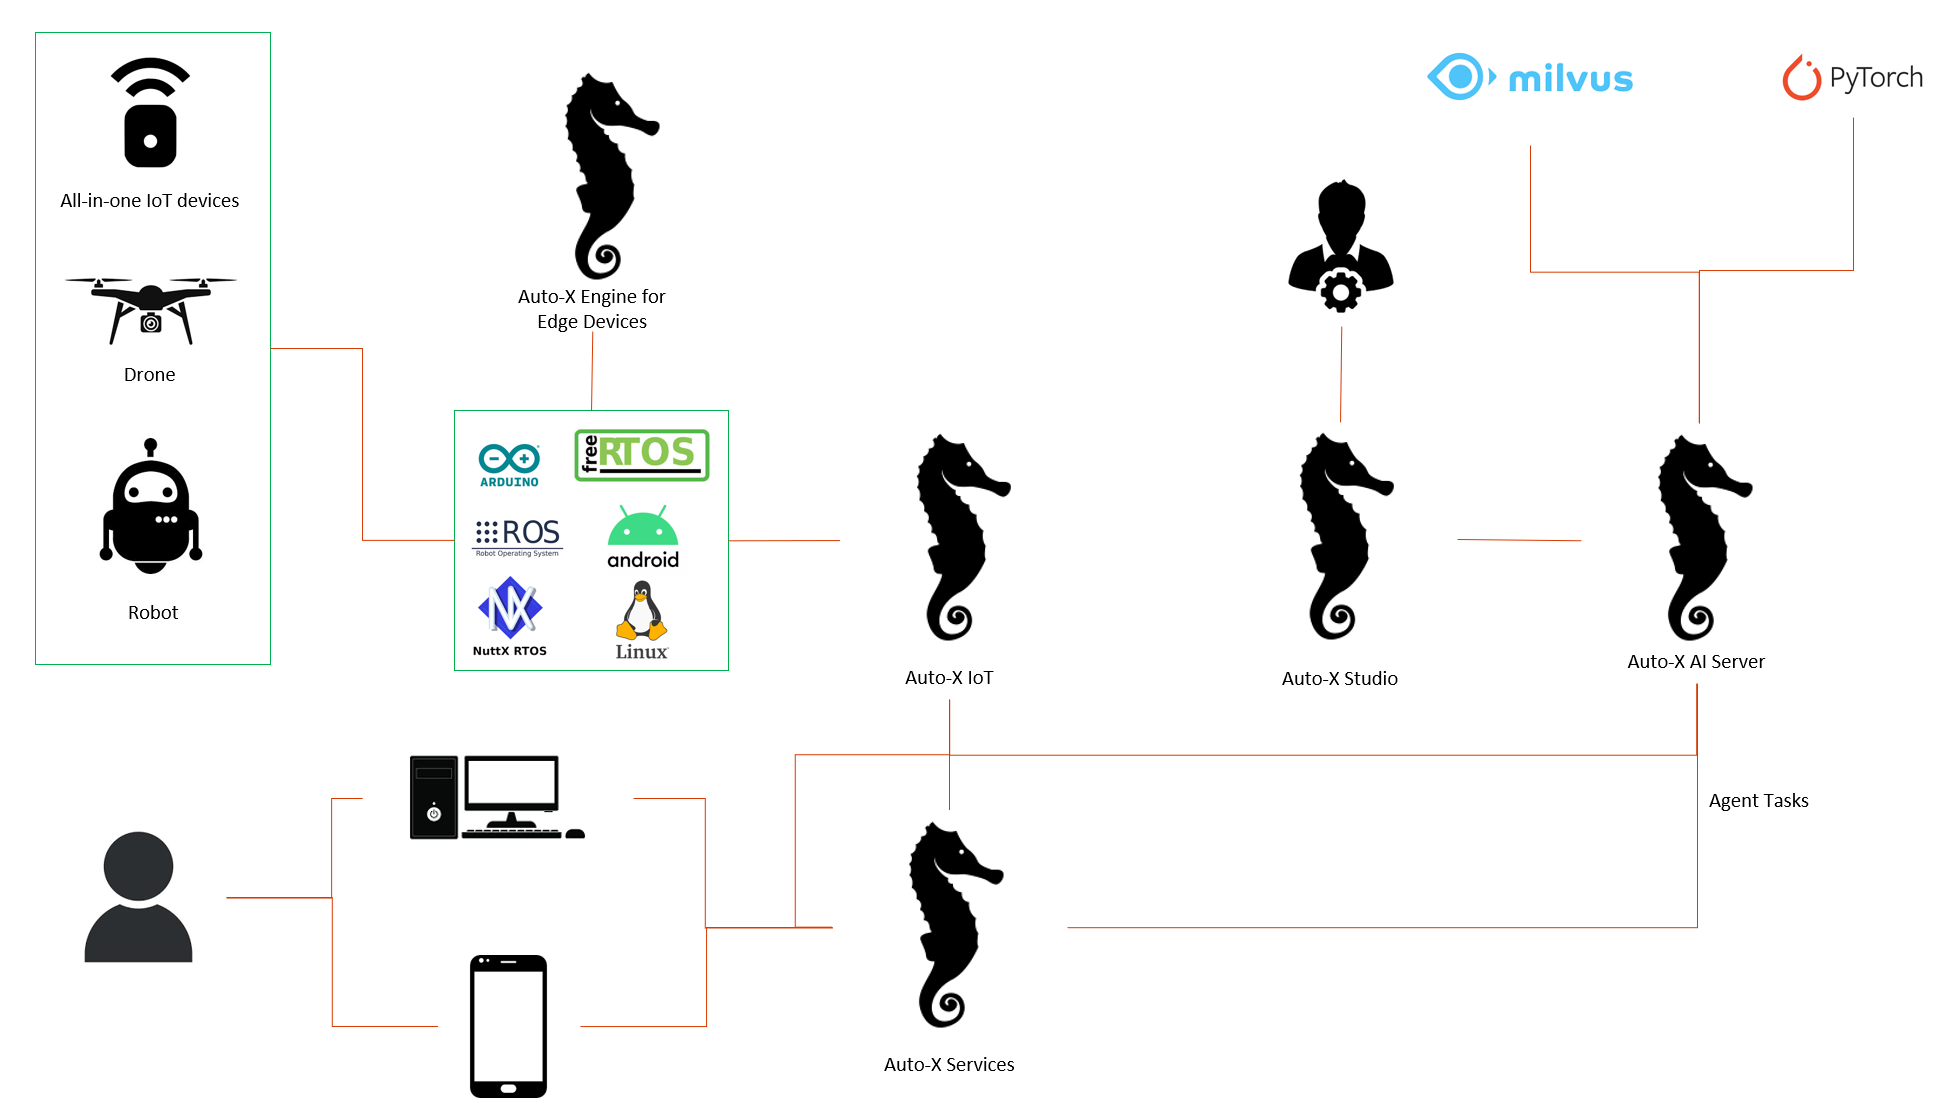 All-in-one IoT devices
Drone
Robot
Auto-X Engine for
Edge Devices
ARDUINO
free
RTOS
ROS
Robot Operating System
android
NuttX RTOS
Linux
Auto-X IoT
milvus
PyTorch
Auto-X Studio
Auto-X AI Server
Agent Tasks
Auto-X Services